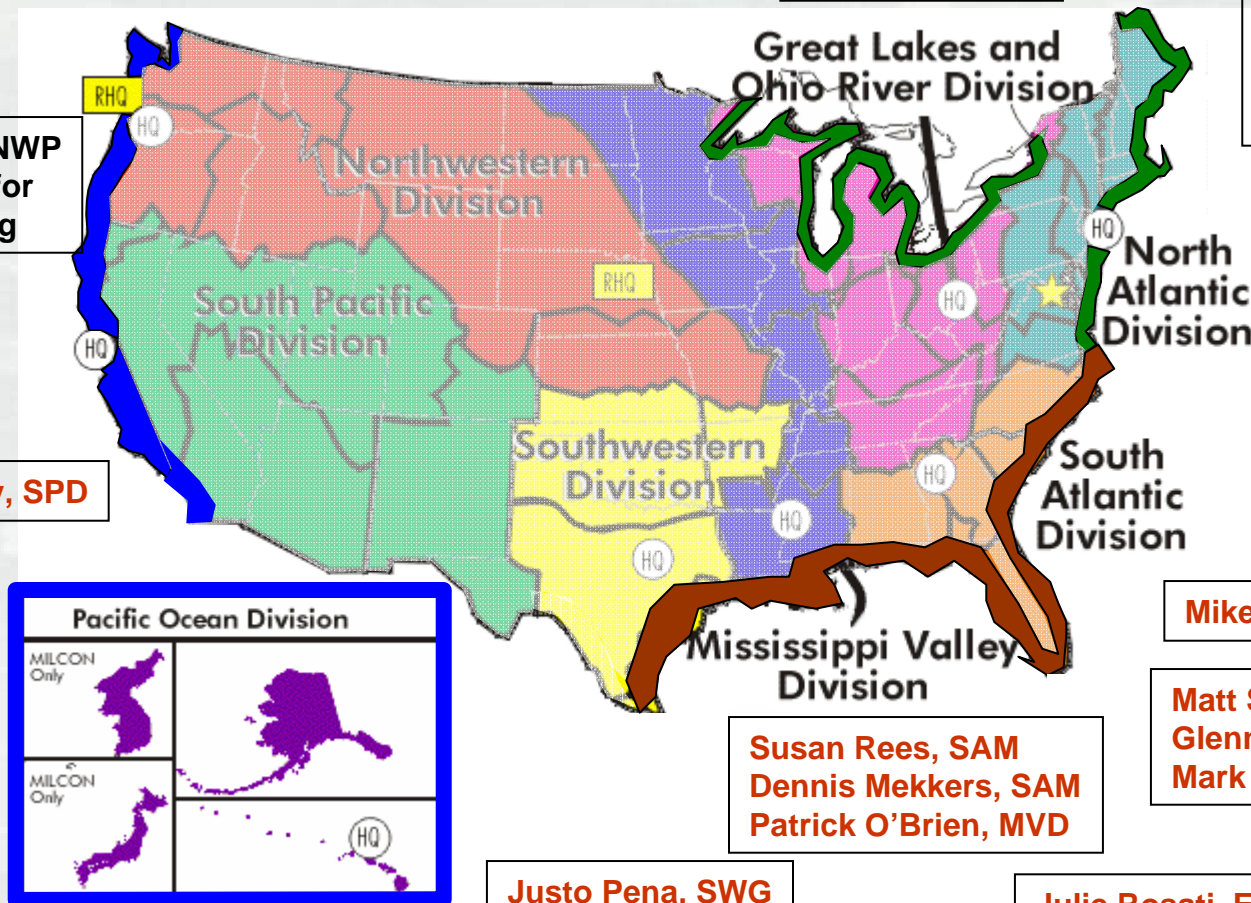 Great Lakes and
Ohio River Division
RHQ
HQ
NWP
for
Northwestern
Division
RHQ
HQ
North
Atlantic
Division
South Pacific
Division
HQ
HQ
Southwestern
Division
South
Atlantic
Division
HQ
HQ
HQ
SPD
Mississippi Valley
Division
Pacific Ocean Division
MILCON
Only
MILCON
Only
HQ
Susan Rees, SAM
Dennis Mekkers, SAM
Patrick O’Brien, MVD
Mike
Matt
Mark
Justo Pena, SWG